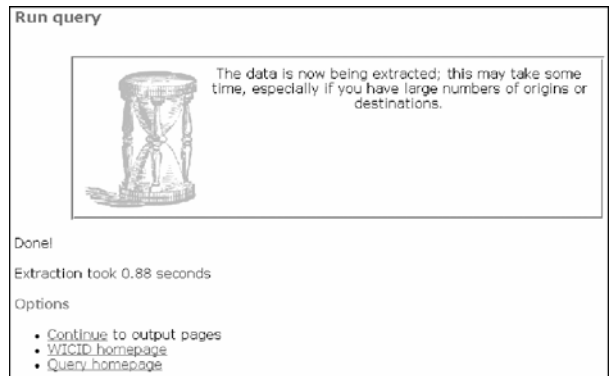 Run query
The data is now being extracted; this may take some
time, especially if you have large numbers of origins or
destinations.
Done!
Extraction took 0.88 seconds
Options
• Continue to output pages
• WICID homepage
• Query homepage